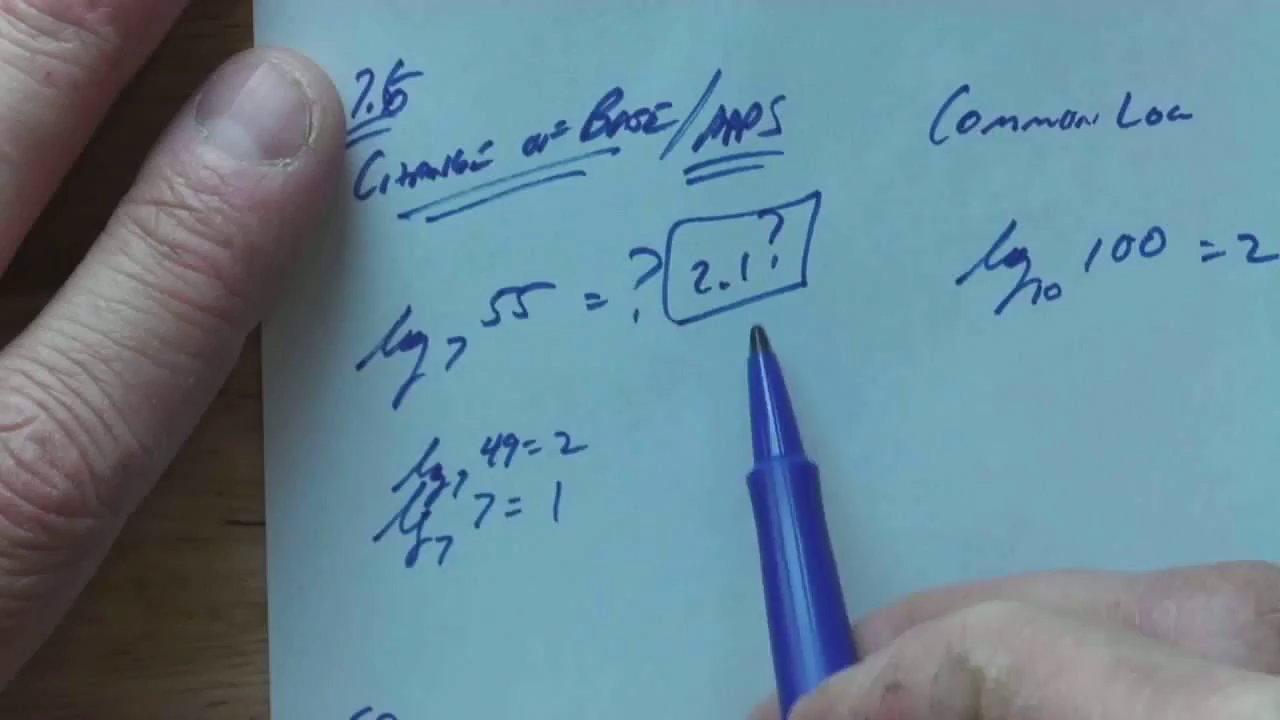 7.6
CHANGE OF BASE/APPS
COMMON LOG
log₇ 55 = ? 2.1?
log₁₀ 100 = 2
log₇ 49 = 2
log₇ 7 = 1